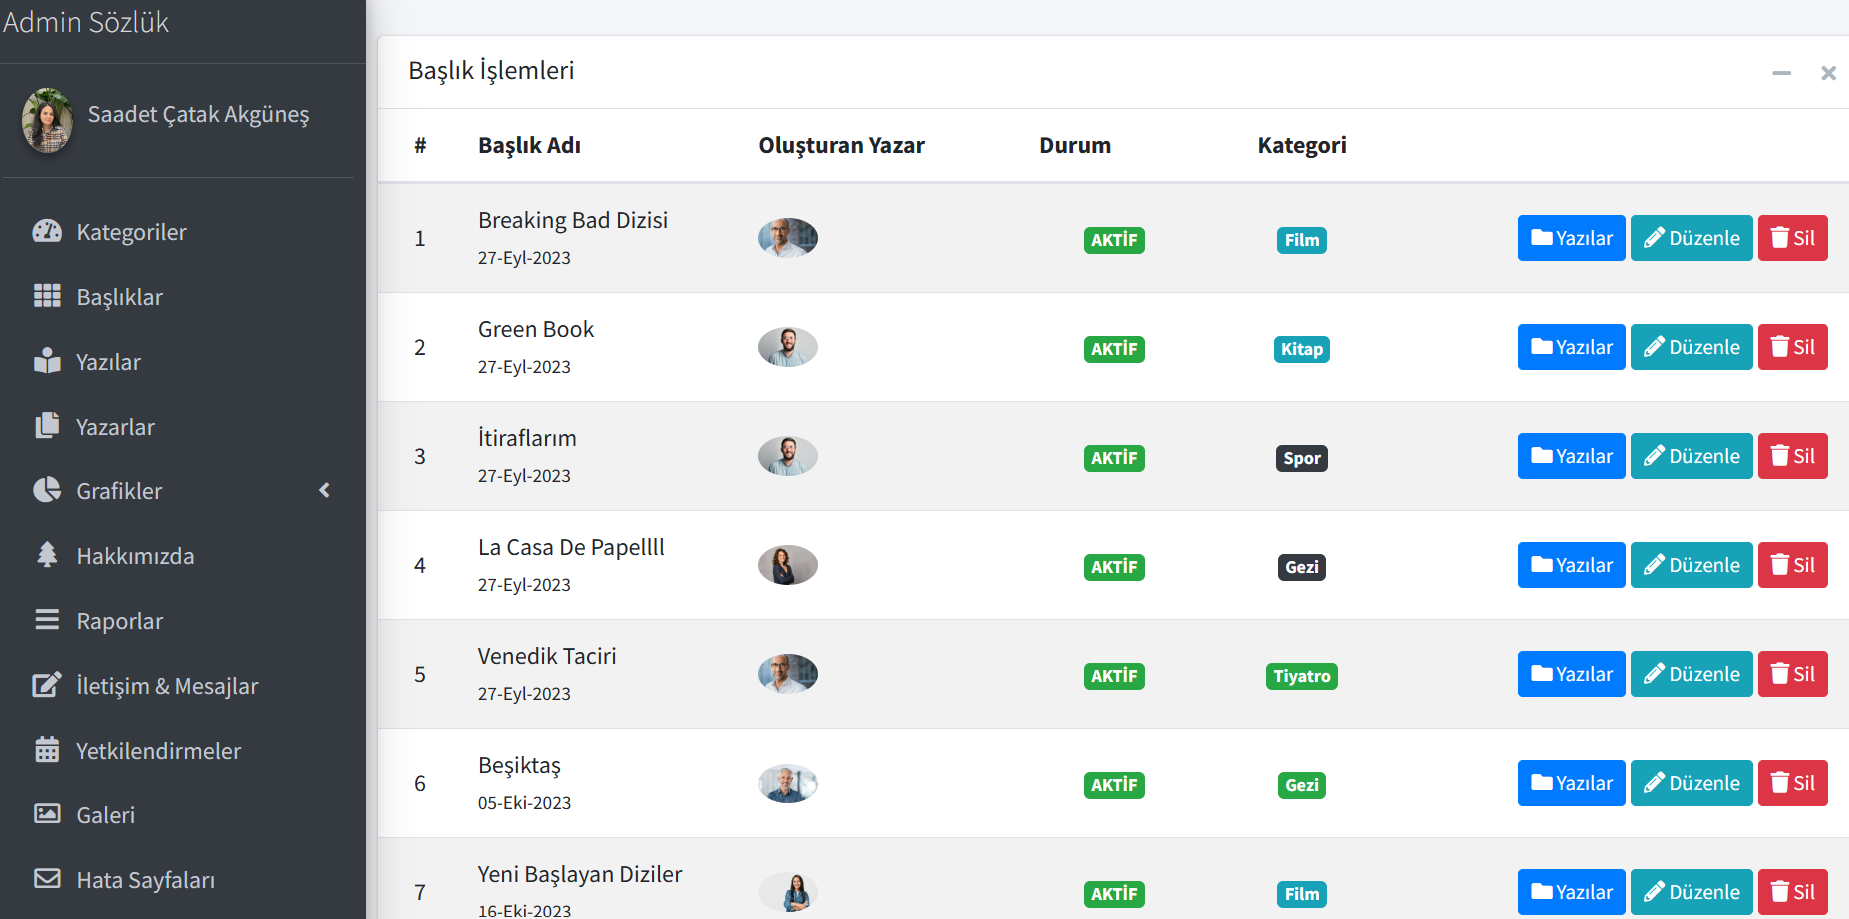 Admin Sözlük
Saadet Çatak Akgüneş
Kategoriler
Başlıklar
Yazılar
Yazarlar
Grafikler
Hakkımızda
Raporlar
İletişim & Mesajlar
Yetkilendirmeler
Galeri
Hata Sayfaları
Başlık İşlemleri
# Başlık Adı Oluşturan Yazar Durum Kategori
1 Breaking Bad Dizisi AKTİF Film Yazılar Düzenle Sil
27-Eyl-2023
2 Green Book AKTİF Kitap Yazılar Düzenle Sil
27-Eyl-2023
3 İtiraflarım AKTİF Spor Yazılar Düzenle Sil
27-Eyl-2023
4 La Casa De Papellll AKTİF Gezi Yazılar Düzenle Sil
27-Eyl-2023
5 Venedik Taciri AKTİF Tiyatro Yazılar Düzenle Sil
27-Eyl-2023
6 Beşiktaş AKTİF Gezi Yazılar Düzenle Sil
05-Eki-2023
7 Yeni Başlayan Diziler AKTİF Film Yazılar Düzenle Sil
16-Eki-2023